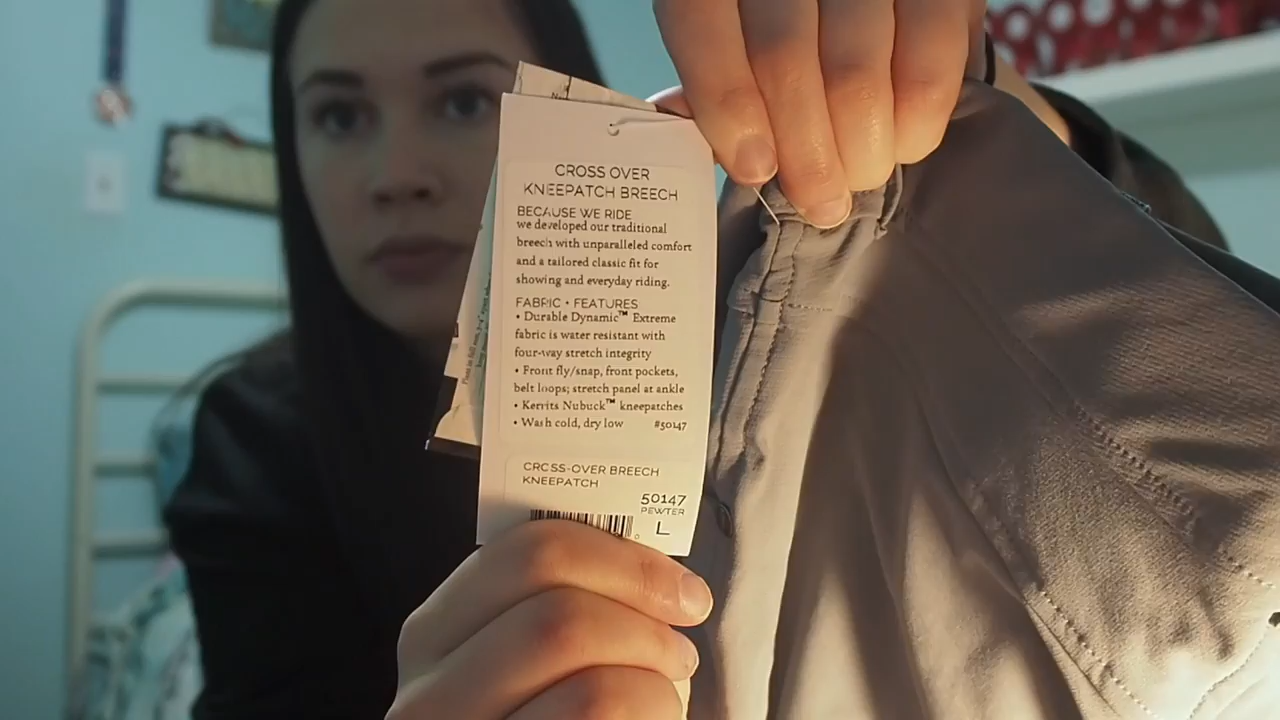 CROSS OVER
KNEEPATCH BREECH
BECAUSE WE RIDE
we developed our traditional
breech with unparalleled comfort
and a tailored classic fit for
showing and everyday riding.
FABRIC • FEATURES
• Durable Dynamic™ Extreme
fabric is water resistant with
four-way stretch integrity
• Front fly/snap, front pockets,
belt loops; stretch panel at ankle
• Kerrits Nubuck™ kneepatches
• Wash cold, dry low #50147
CROSS-OVER BREECH
KNEEPATCH
50147
PEWTER
L